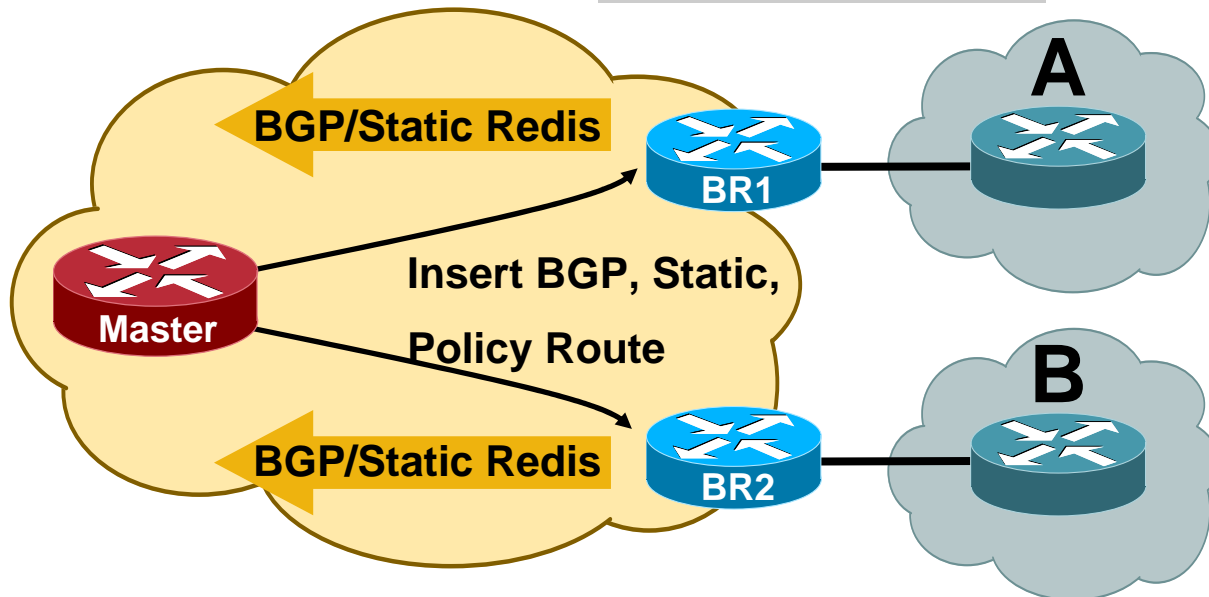 A
BGP/Static Redis
BR1
Insert BGP, Static,
Master
Policy Route
B
BGP/Static Redis
BR2